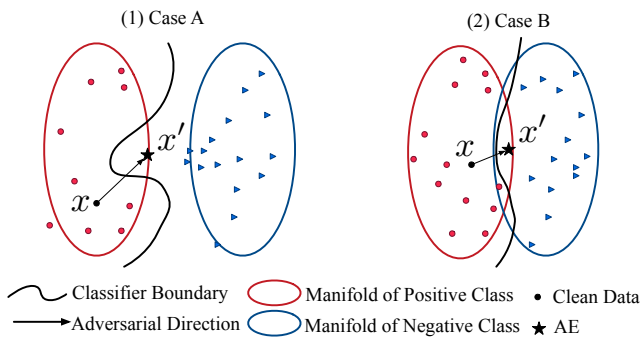 (1) Case A
(2) Case B
x′
x
x′
x
Classifier Boundary
Manifold of Positive Class
Clean Data
Adversarial Direction
Manifold of Negative Class
AE